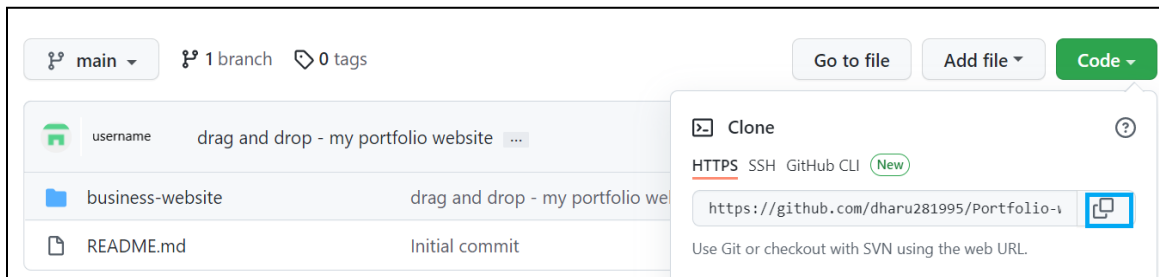 main 1 branch 0 tags Go to file Add file Code
username drag and drop - my portfolio website ...
Clone
HTTPS SSH GitHub CLI New
business-website drag and drop - my portfolio we
https://github.com/dharu281995/Portfolio-w
README.md Initial commit
Use Git or checkout with SVN using the web URL.